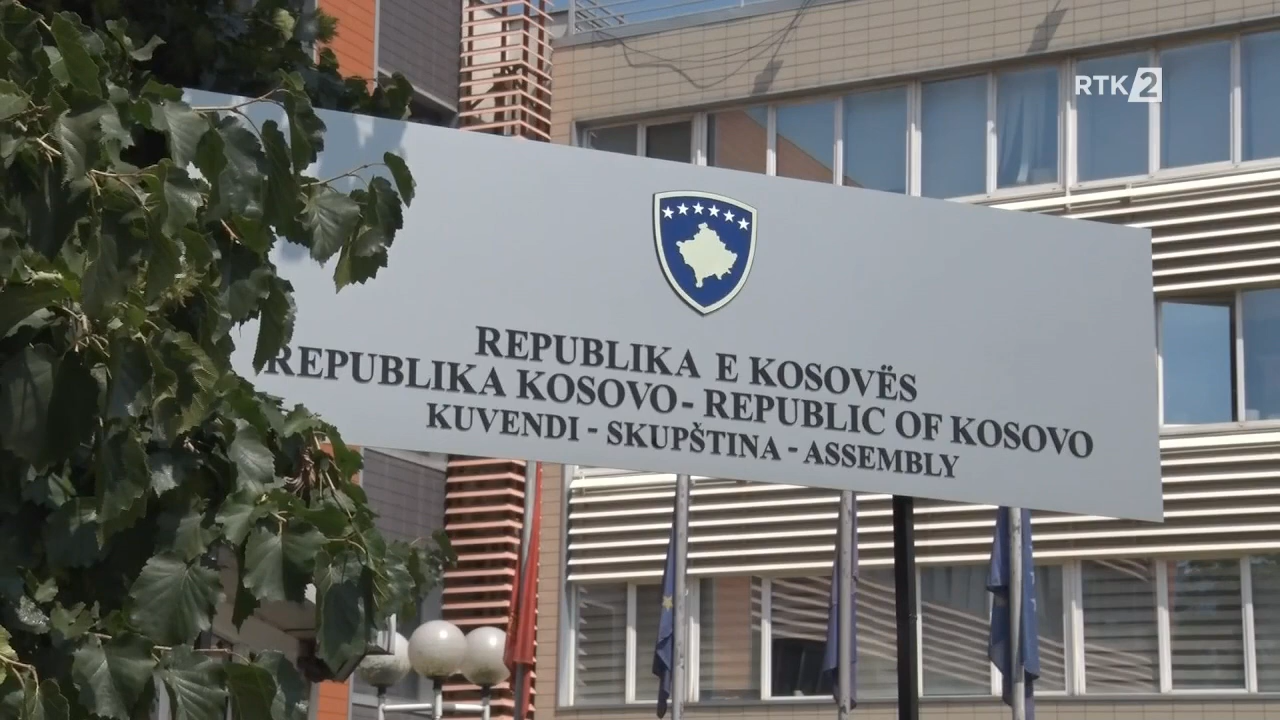 RTK2
REPUBLIKA E KOSOVËS
REPUBLIKA KOSOVO - REPUBLIC OF KOSOVO
KUVENDI - SKUPŠTINA - ASSEMBLY